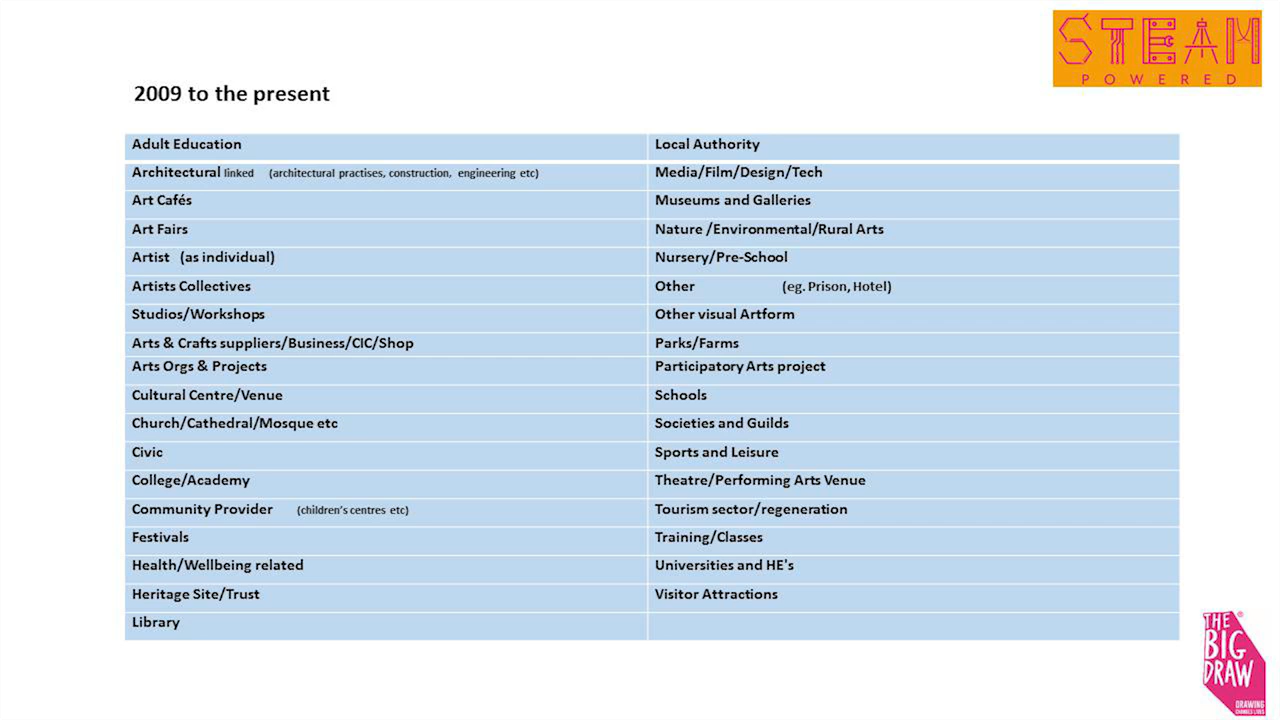 STEAM
POWERED
2009 to the present
Adult Education
Local Authority
Architectural linked (architectural practises, construction, engineering etc)
Media/Film/Design/Tech
Art Cafés
Museums and Galleries
Art Fairs
Nature /Environmental/Rural Arts
Artist (as individual)
Nursery/Pre-School
Artists Collectives
Other (eg. Prison, Hotel)
Studios/Workshops
Other visual Artform
Arts & Crafts suppliers/Business/CIC/Shop
Parks/Farms
Arts Orgs & Projects
Participatory Arts project
Cultural Centre/Venue
Schools
Church/Cathedral/Mosque etc
Societies and Guilds
Civic
Sports and Leisure
College/Academy
Theatre/Performing Arts Venue
Community Provider (children's centres etc)
Tourism sector/regeneration
Festivals
Training/Classes
Health/Wellbeing related
Universities and HE's
Heritage Site/Trust
Visitor Attractions
Library
THE ®
BIG
DRAW
DRAWING
CHANGES LIVES